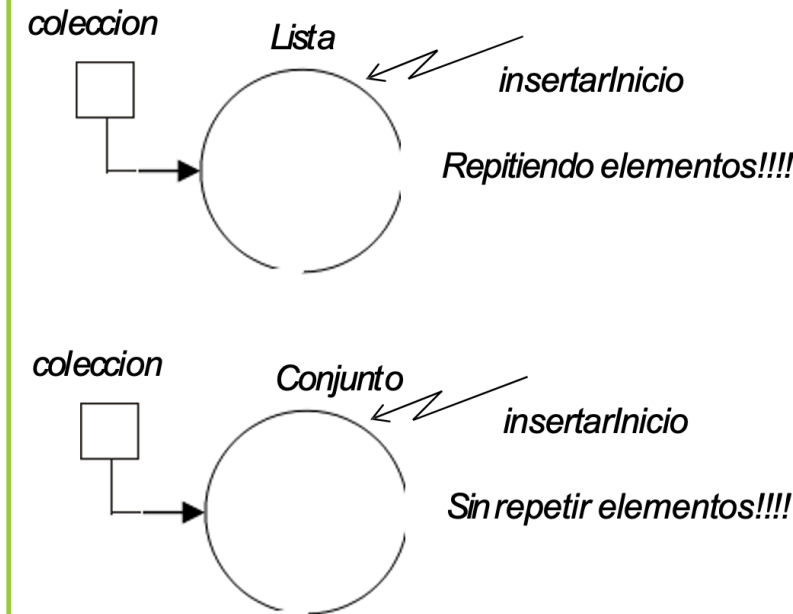 coleccion
Lista
insertarInicio
Repitiendo elementos!!!!
coleccion
Conjunto
insertarInicio
Sin repetir elementos!!!!